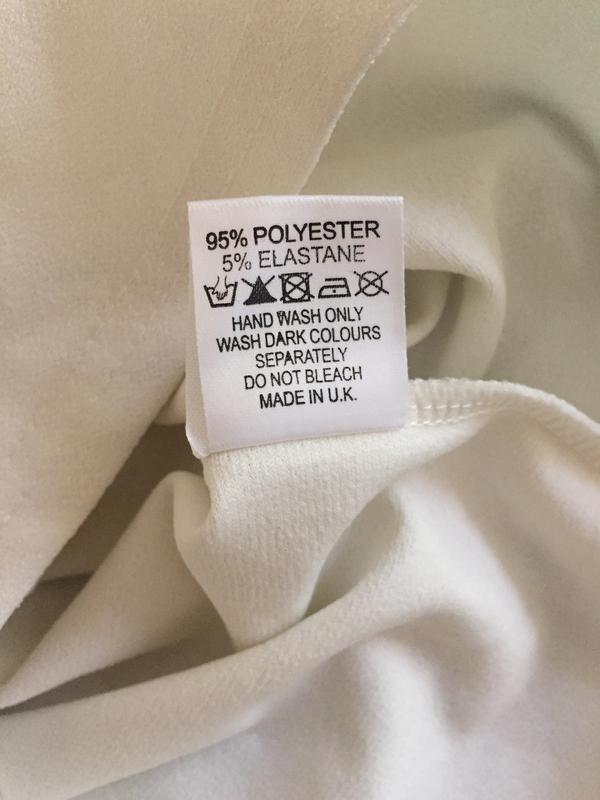 95% POLYESTER
5% ELASTANE
HAND WASH ONLY
WASH DARK COLOURS
SEPARATELY
DO NOT BLEACH
MADE IN U.K.